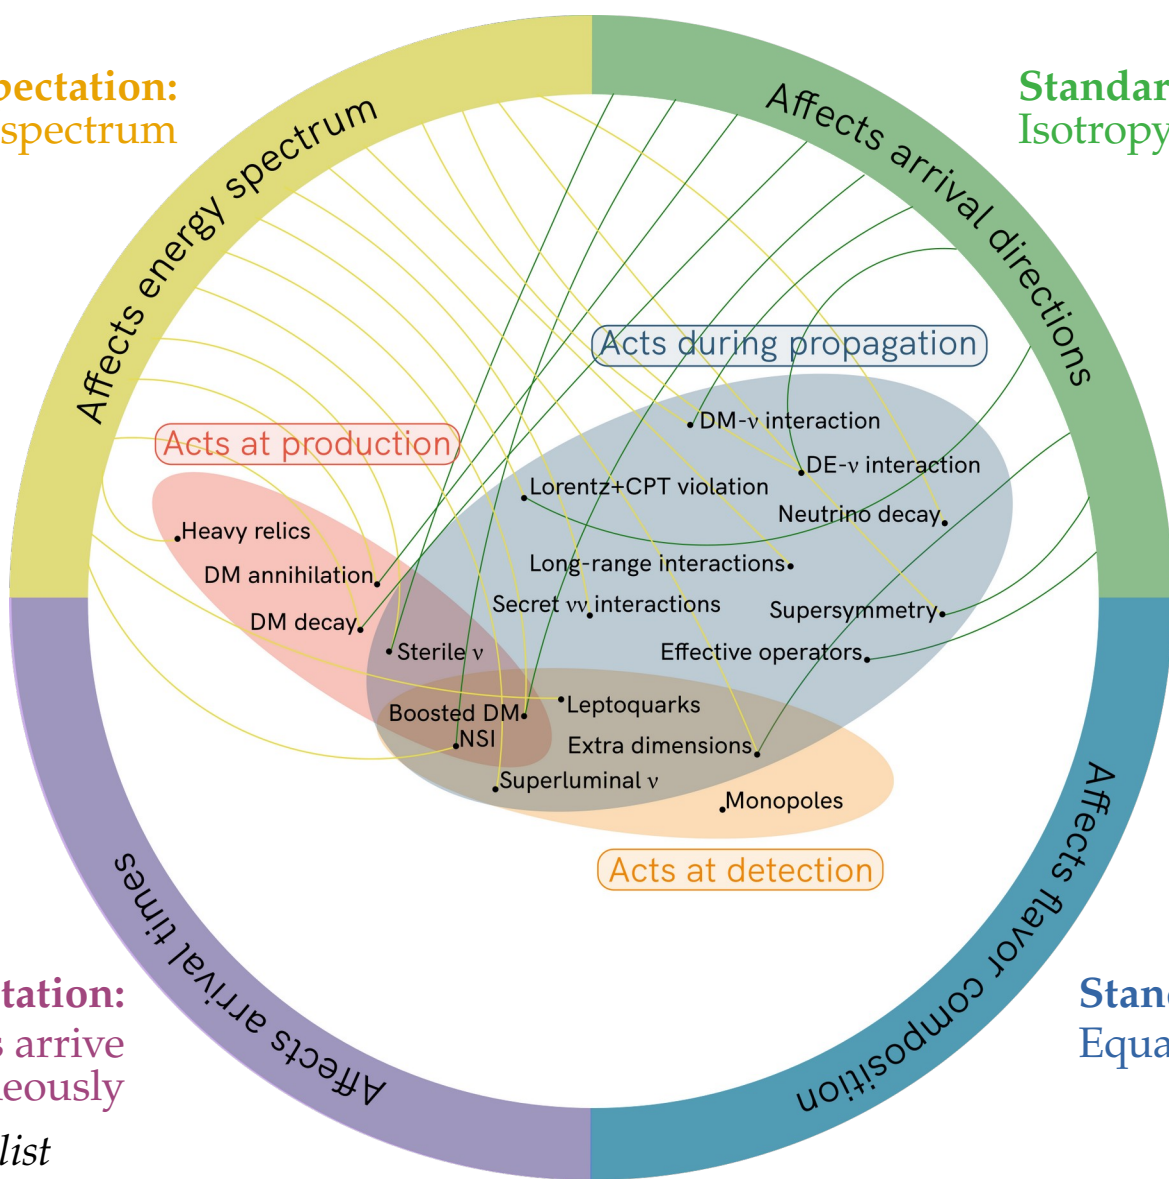 pectation:
spectrum
Standar
Isotropy
Affects energy spectrum
Affects arrival directions
Acts during propagation
Acts at production
DM-ν interaction
DE-ν interaction
Lorentz+CPT violation
Neutrino decay
Heavy relics
Long-range interactions
DM annihilation
Secret νν interactions
Supersymmetry
DM decay
Sterile ν
Effective operators
Leptoquarks
Boosted DM
NSI
Extra dimensions
Superluminal ν
Monopoles
Acts at detection
Affects arrival times
Affects flavor composition
tation:
s arrive
eously
list
Stand
Equa